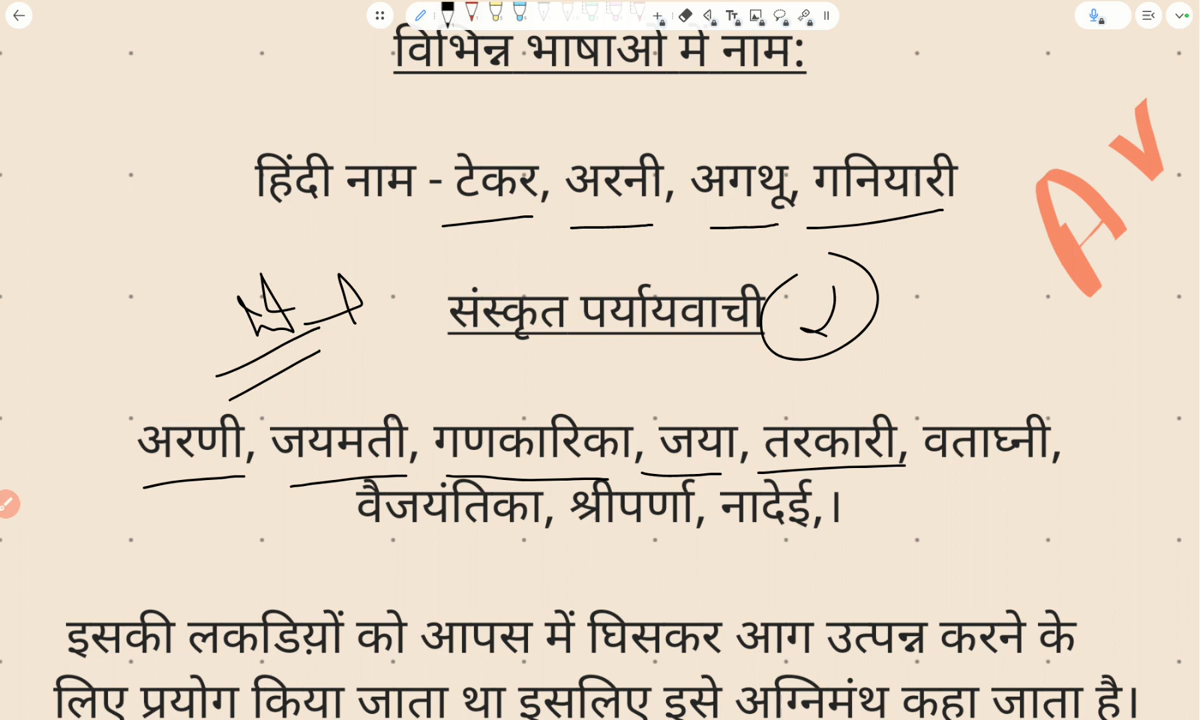 विभिन्न भाषाओं में नाम:
हिंदी नाम - टेकर, अरनी, अगथू, गनियारी
संस्कृत पर्यायवाची
अरणी, जयमती, गणकारिका, जया, तरकारी, वताघ्नी,
वैजयंतिका, श्रीपर्णा, नादेई,।
इसकी लकडिय़ों को आपस में घिसकर आग उत्पन्न करने के
लिए प्रयोग किया जाता था इसलिए इसे अग्निमंथ कहा जाता है।